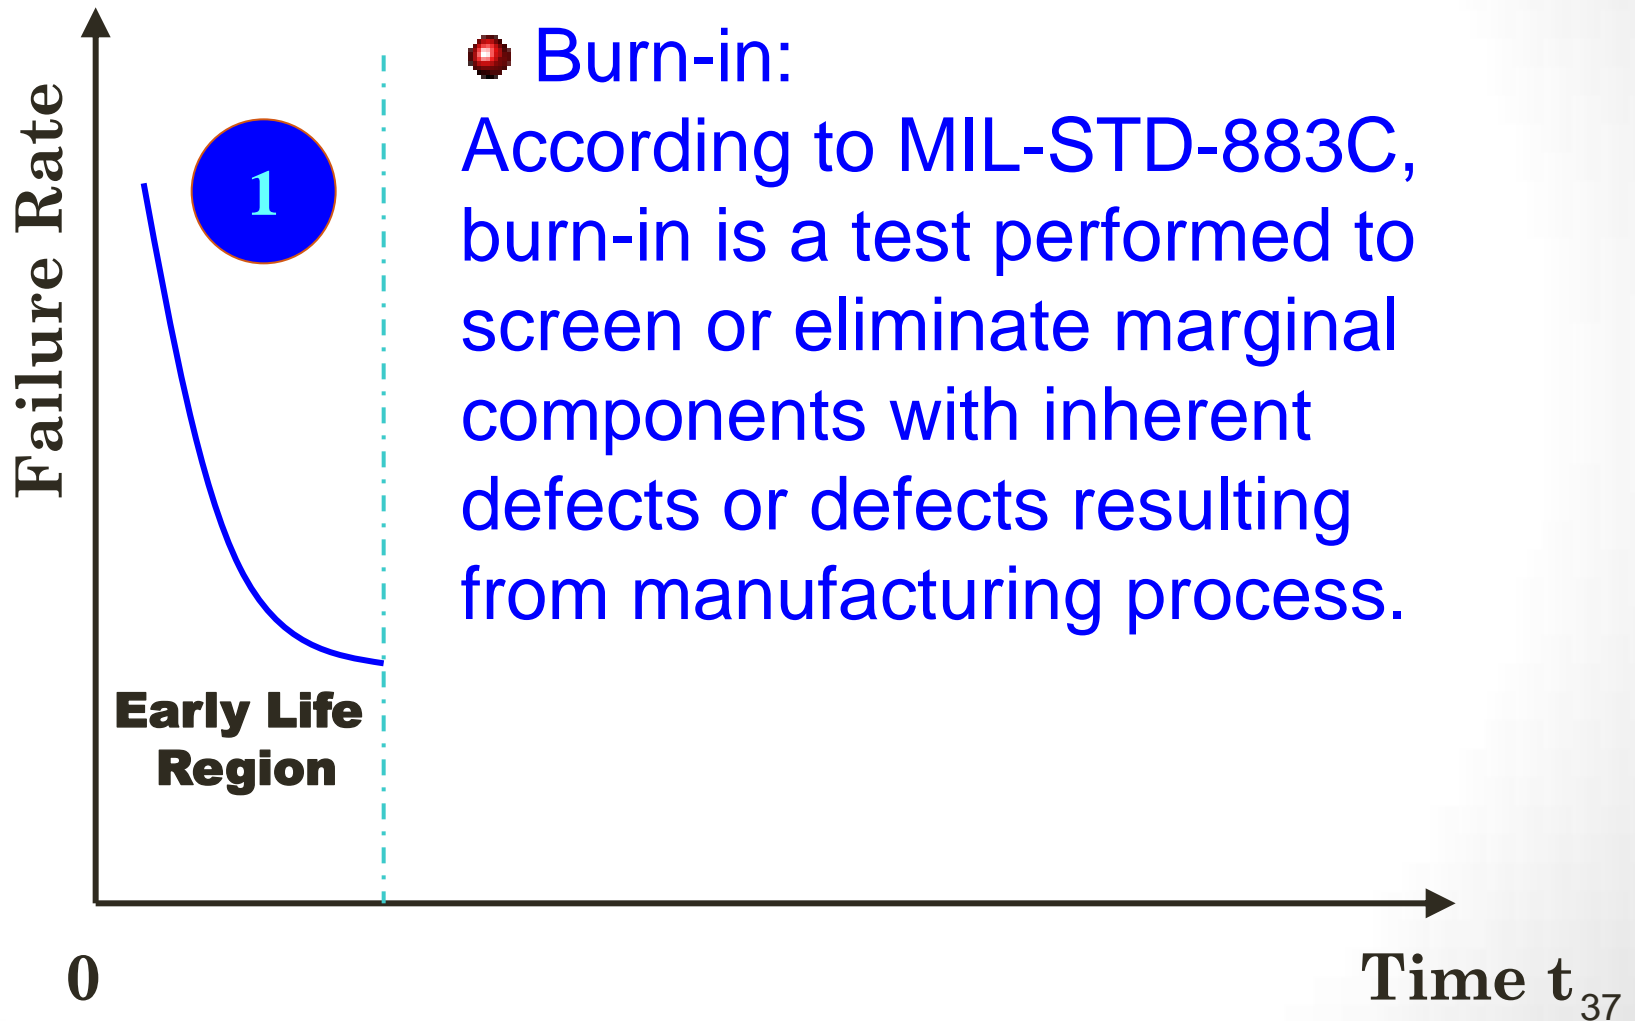 Failure Rate
1
Burn-in:
According to MIL-STD-883C,
burn-in is a test performed to
screen or eliminate marginal
components with inherent
defects or defects resulting
from manufacturing process.
Early Life
Region
0
Time t
37